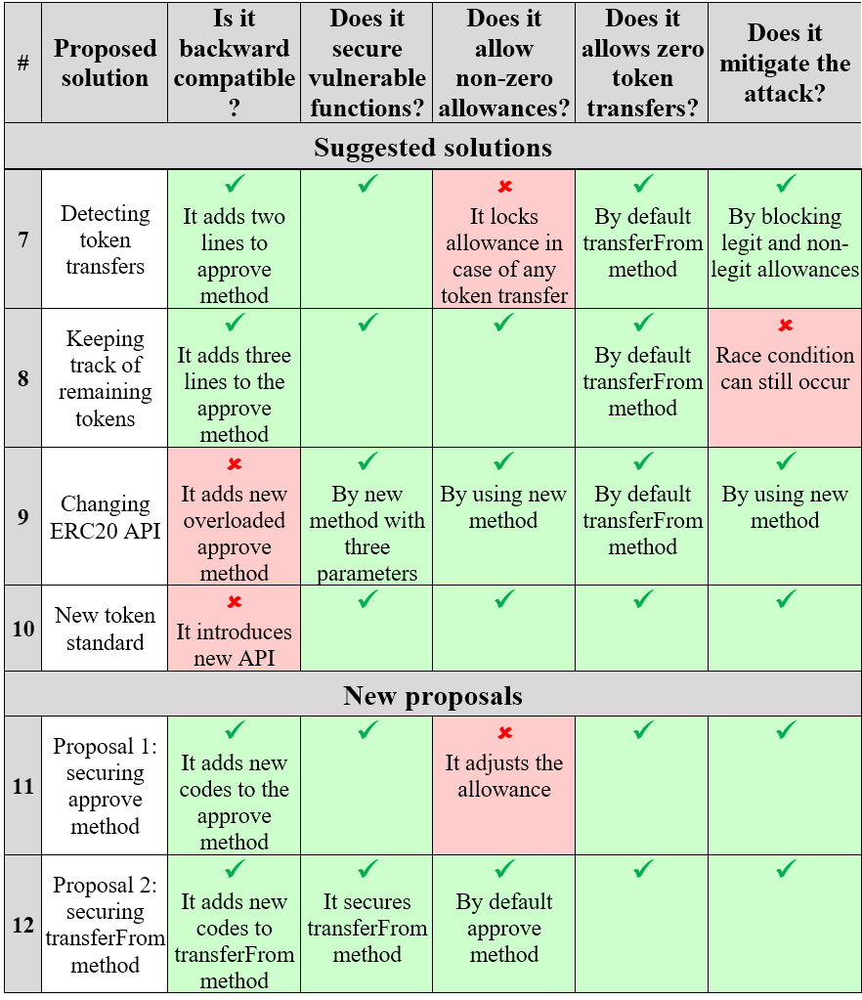 #
Proposed
solution
Is it
backward
compatible
?
Does it
secure
vulnerable
functions?
Does it
allow
non-zero
allowances?
Does it
allows zero
token
transfers?
Does it
mitigate the
attack?
Suggested solutions
7
Detecting
token
transfers
✓
It adds two
lines to
approve
method
✓
✘
It locks
allowance in
case of any
token transfer
✓
By default
transferFrom
method
✓
By blocking
legit and non-
legit allowances
8
Keeping
track of
remaining
tokens
✓
It adds three
lines to the
approve
method
✓
✓
✓
By default
transferFrom
method
✘
Race condition
can still occur
9
Changing
ERC20 API
✘
It adds new
overloaded
approve
method
✓
By new
method with
three
parameters
✓
By using new
method
✓
By default
transferFrom
method
✓
By using new
method
10
New token
standard
✘
It introduces
new API
✓
✓
✓
✓
New proposals
11
Proposal 1:
securing
approve
method
✓
It adds new
codes to the
approve
method
✓
✘
It adjusts the
allowance
✓
✓
12
Proposal 2:
securing
transferFrom
method
✓
It adds new
codes to
transferFrom
method
✓
It secures
transferFrom
method
✓
By default
approve
method
✓
✓